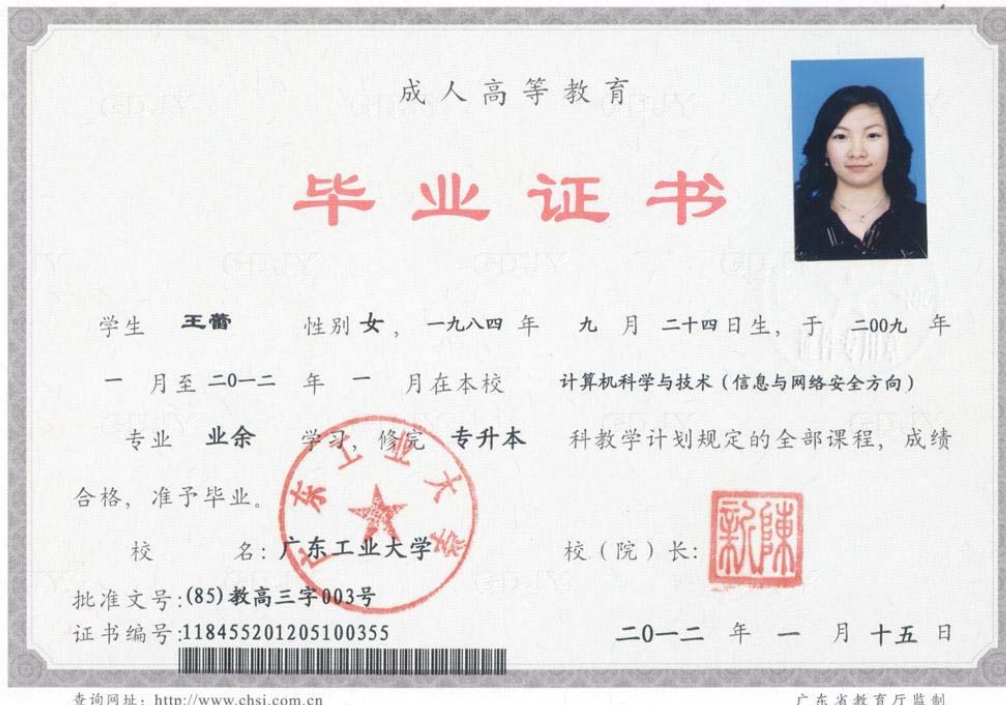 成人高等教育
毕业证书
学生 王蕾 性别 女, 一九八四 年 九 月 二十四 日生, 于 二00九 年
一 月至 二0一二 年 一 月在本校 计算机科学与技术(信息与网络安全方向)
专业 业余 学习, 修完 专升本 科教学计划规定的全部课程, 成绩
合格, 准予毕业。
广东工业大学
校 名: 广东工业大学 校(院)长: 陳新
批准文号:(85)教高三字003号
证书编号:118455201205100355 二0一二 年 一 月 十五 日
查询网址: http://www.chsi.com.cn 广东省教育厅监制